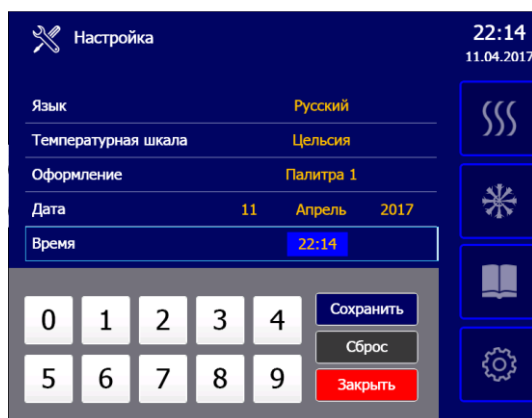 Настройка
22:14
11.04.2017
Язык Русский
Температурная шкала Цельсия
Оформление Палитра 1
Дата 11 Апрель 2017
Время 22:14
0 1 2 3 4 Сохранить
Сброс
5 6 7 8 9 Закрыть